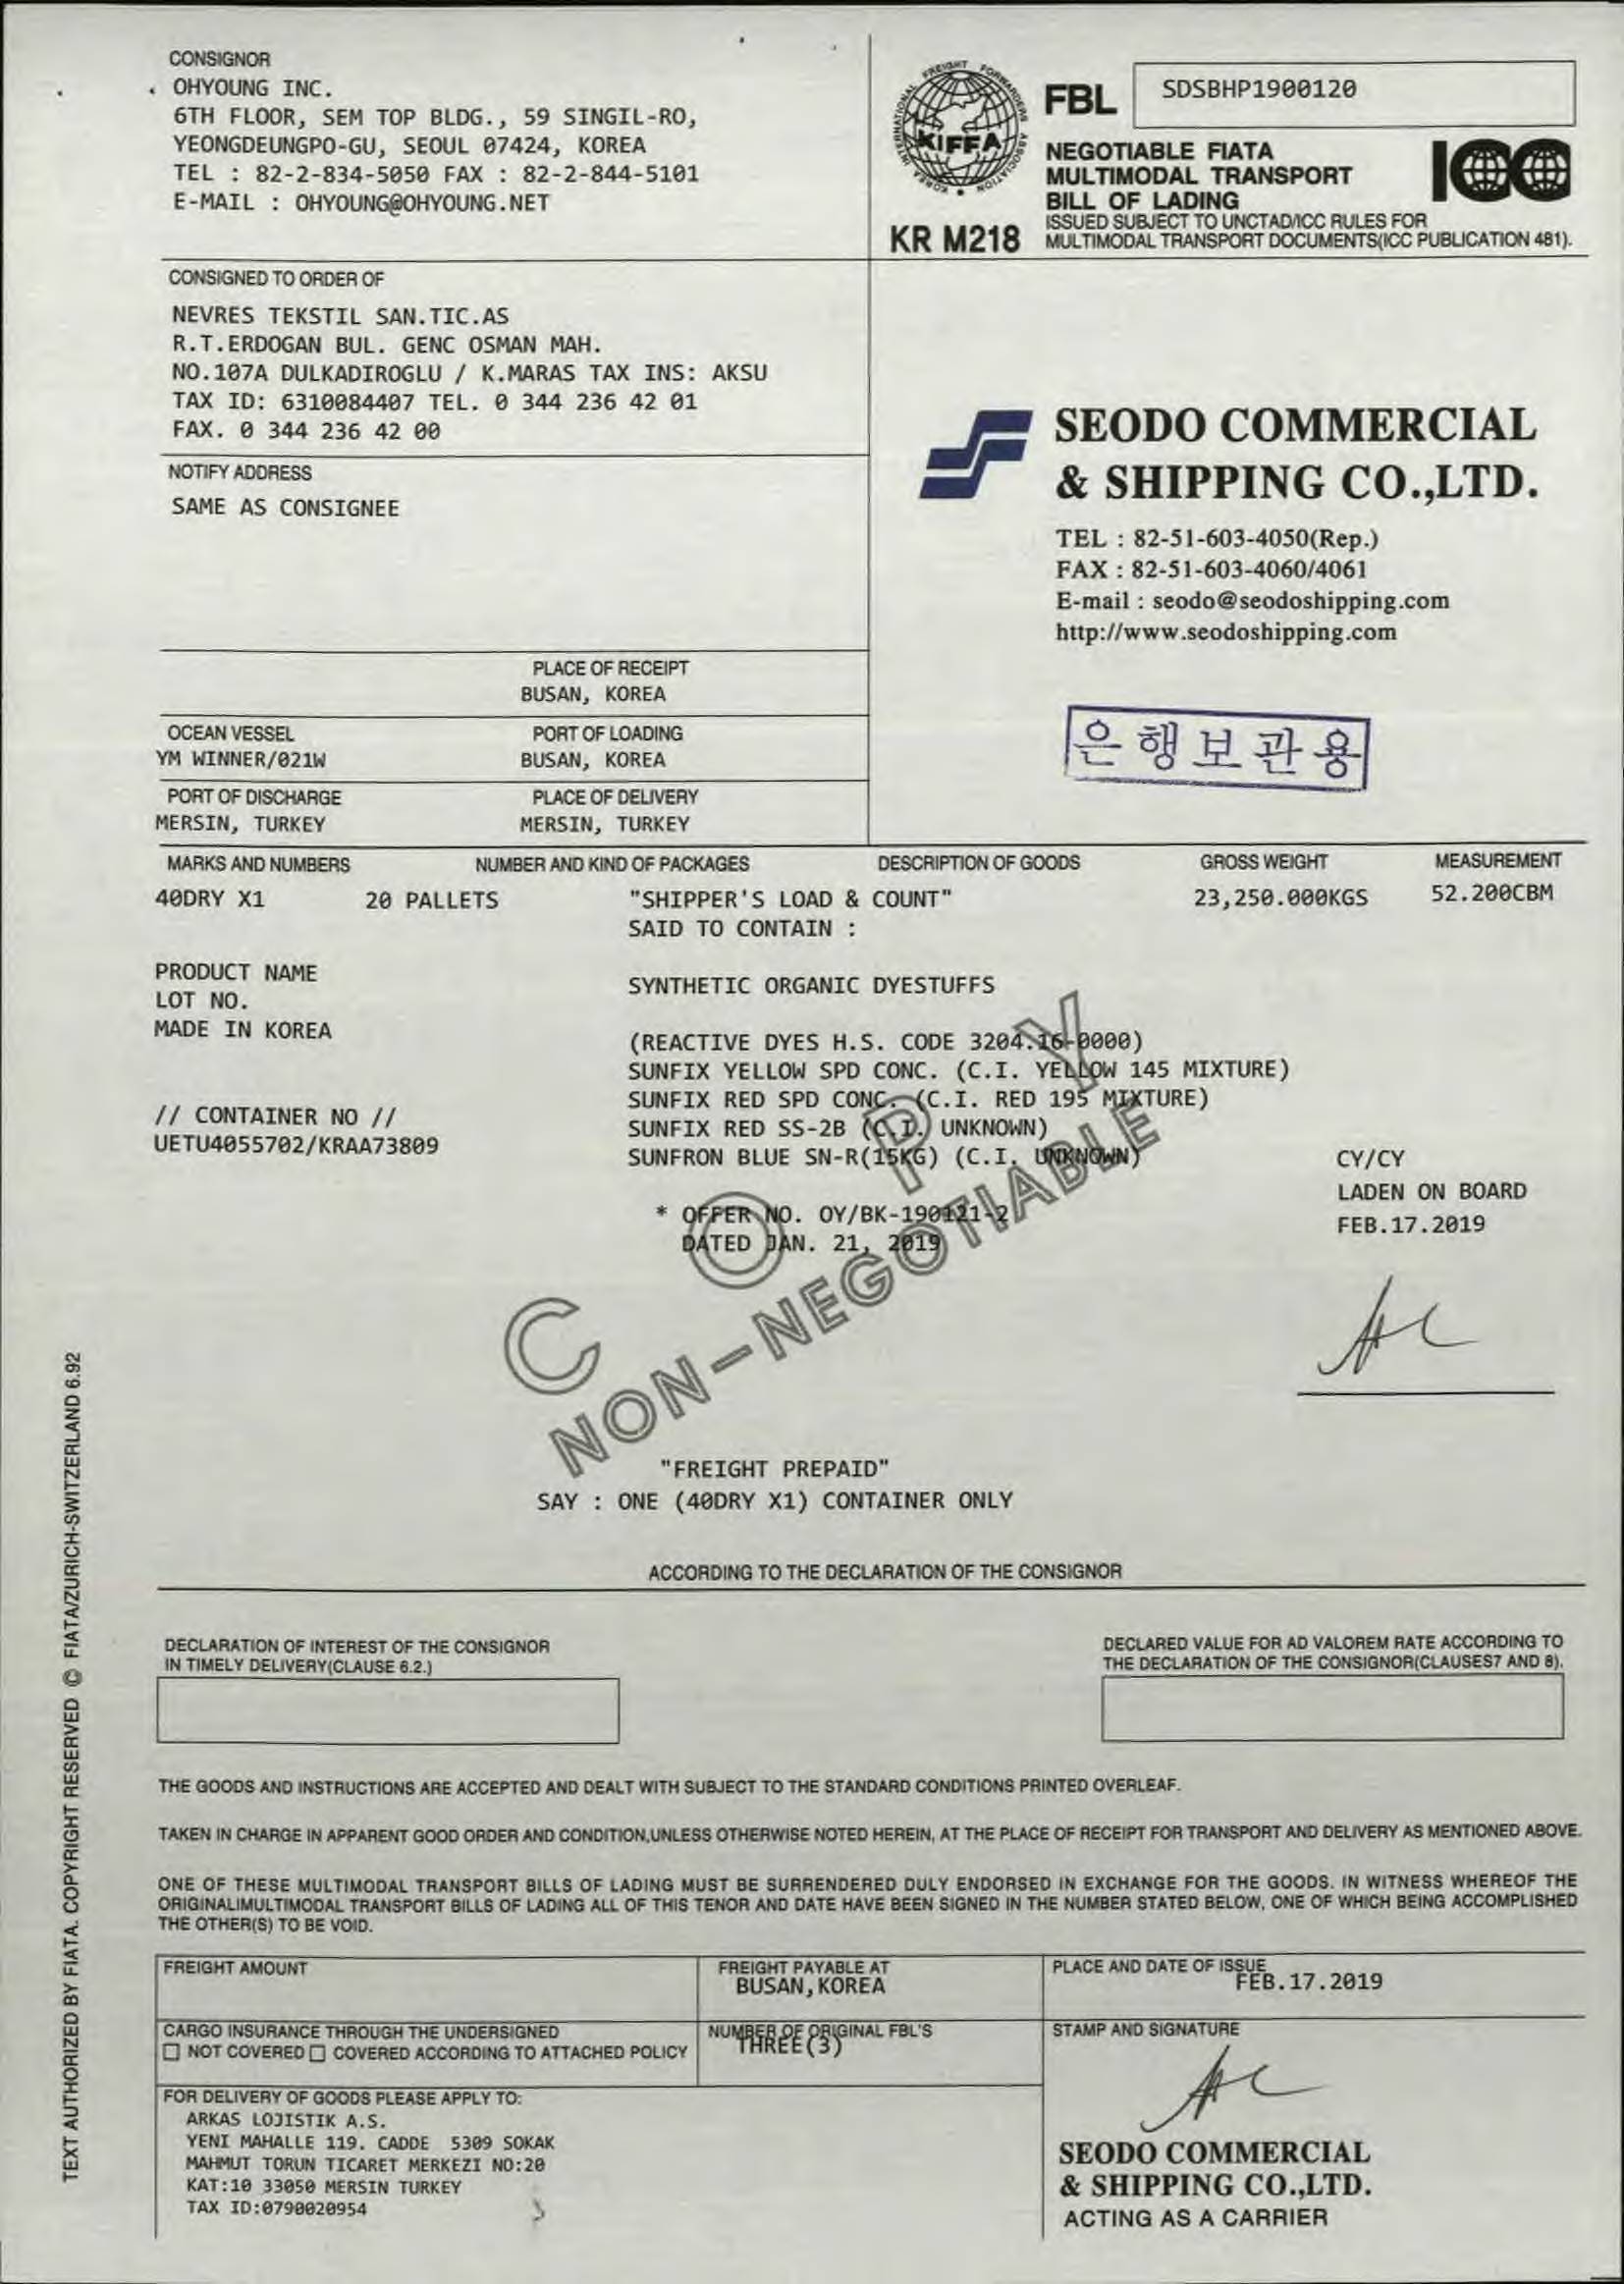 CONSIGNOR
OHYOUNG INC.
6TH FLOOR, SEM TOP BLDG., 59 SINGIL-RO,
YEONGDEUNGPO-GU, SEOUL 07424, KOREA
TEL : 82-2-834-5050 FAX : 82-2-844-5101
E-MAIL : OHYOUNG@OHYOUNG.NET
INTERNATIONAL FREIGHT FORWARDERS ASSOCIATION KOREA
KIFFA
KR M218
FBL
SDSBHP1900120
NEGOTIABLE FIATA
MULTIMODAL TRANSPORT
BILL OF LADING
ICC
ISSUED SUBJECT TO UNCTAD/ICC RULES FOR
MULTIMODAL TRANSPORT DOCUMENTS(ICC PUBLICATION 481).
CONSIGNED TO ORDER OF
NEVRES TEKSTIL SAN.TIC.AS
R.T.ERDOGAN BUL. GENC OSMAN MAH.
NO.107A DULKADIROGLU / K.MARAS TAX INS: AKSU
TAX ID: 6310084407 TEL. 0 344 236 42 01
FAX. 0 344 236 42 00
NOTIFY ADDRESS
SAME AS CONSIGNEE
SEODO COMMERCIAL
& SHIPPING CO.,LTD.
TEL : 82-51-603-4050(Rep.)
FAX : 82-51-603-4060/4061
E-mail : seodo@seodoshipping.com
http://www.seodoshipping.com
은행보관용
PLACE OF RECEIPT
BUSAN, KOREA
OCEAN VESSEL PORT OF LOADING
YM WINNER/021W BUSAN, KOREA
PORT OF DISCHARGE PLACE OF DELIVERY
MERSIN, TURKEY MERSIN, TURKEY
MARKS AND NUMBERS NUMBER AND KIND OF PACKAGES DESCRIPTION OF GOODS GROSS WEIGHT MEASUREMENT
40DRY X1 20 PALLETS "SHIPPER'S LOAD & COUNT" 23,250.000KGS 52.200CBM
SAID TO CONTAIN :
PRODUCT NAME
LOT NO.
MADE IN KOREA
SYNTHETIC ORGANIC DYESTUFFS
(REACTIVE DYES H.S. CODE 3204.16-0000)
SUNFIX YELLOW SPD CONC. (C.I. YELLOW 145 MIXTURE)
SUNFIX RED SPD CONC. (C.I. RED 195 MIXTURE)
SUNFIX RED SS-2B (C.I. UNKNOWN)
SUNFRON BLUE SN-R(15KG) (C.I. UNKNOWN)
// CONTAINER NO //
UETU4055702/KRAA73809
* OFFER NO. OY/BK-190121-2
DATED JAN. 21, 2019
CY/CY
LADEN ON BOARD
FEB.17.2019
COPY
NON-NEGOTIABLE
"FREIGHT PREPAID"
SAY : ONE (40DRY X1) CONTAINER ONLY
ACCORDING TO THE DECLARATION OF THE CONSIGNOR
DECLARATION OF INTEREST OF THE CONSIGNOR
IN TIMELY DELIVERY(CLAUSE 6.2.)
DECLARED VALUE FOR AD VALOREM RATE ACCORDING TO
THE DECLARATION OF THE CONSIGNOR(CLAUSES7 AND 8).
THE GOODS AND INSTRUCTIONS ARE ACCEPTED AND DEALT WITH SUBJECT TO THE STANDARD CONDITIONS PRINTED OVERLEAF.
TAKEN IN CHARGE IN APPARENT GOOD ORDER AND CONDITION,UNLESS OTHERWISE NOTED HEREIN, AT THE PLACE OF RECEIPT FOR TRANSPORT AND DELIVERY AS MENTIONED ABOVE.
ONE OF THESE MULTIMODAL TRANSPORT BILLS OF LADING MUST BE SURRENDERED DULY ENDORSED IN EXCHANGE FOR THE GOODS. IN WITNESS WHEREOF THE
ORIGINALIMULTIMODAL TRANSPORT BILLS OF LADING ALL OF THIS TENOR AND DATE HAVE BEEN SIGNED IN THE NUMBER STATED BELOW, ONE OF WHICH BEING ACCOMPLISHED
THE OTHER(S) TO BE VOID.
FREIGHT AMOUNT
FREIGHT PAYABLE AT
BUSAN,KOREA
PLACE AND DATE OF ISSUE
FEB.17.2019
CARGO INSURANCE THROUGH THE UNDERSIGNED
☐ NOT COVERED ☐ COVERED ACCORDING TO ATTACHED POLICY
NUMBER OF ORIGINAL FBL'S
THREE(3)
STAMP AND SIGNATURE
FOR DELIVERY OF GOODS PLEASE APPLY TO:
ARKAS LOJISTIK A.S.
YENI MAHALLE 119. CADDE 5309 SOKAK
MAHMUT TORUN TICARET MERKEZI NO:20
KAT:10 33050 MERSIN TURKEY
TAX ID:0790020954
SEODO COMMERCIAL
& SHIPPING CO.,LTD.
ACTING AS A CARRIER
TEXT AUTHORIZED BY FIATA. COPYRIGHT RESERVED © FIATA/ZURICH-SWITZERLAND 6.92